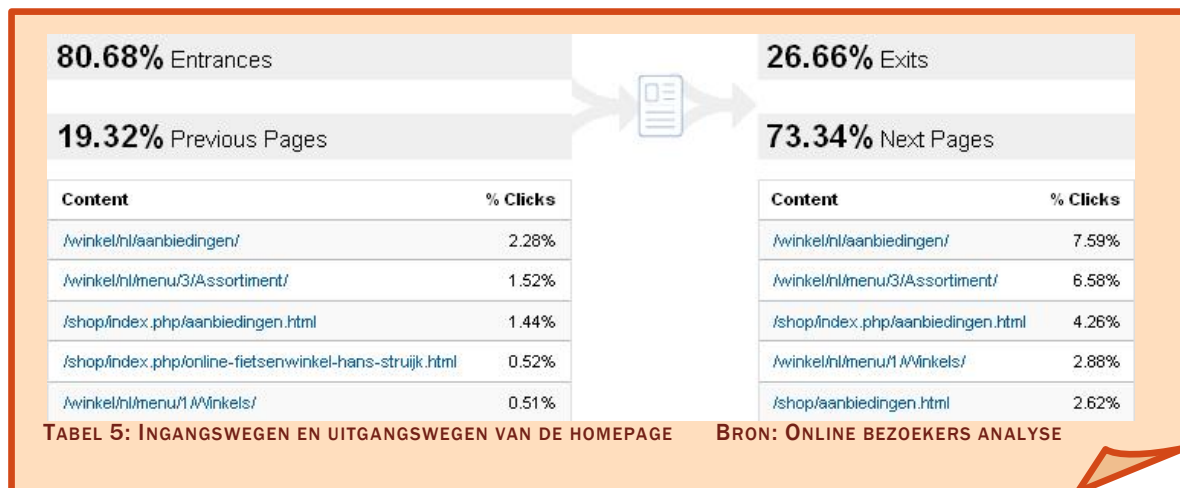 80.68% Entrances
19.32% Previous Pages
Content % Clicks
/winkel/nl/aanbiedingen/ 2.28%
/winkel/nl/menu/3/Assortiment/ 1.52%
/shop/index.php/aanbiedingen.html 1.44%
/shop/index.php/online-fietsenwinkel-hans-struijk.html 0.52%
/winkel/nl/menu/1/Winkels/ 0.51%
26.66% Exits
73.34% Next Pages
Content % Clicks
/winkel/nl/aanbiedingen/ 7.59%
/winkel/nl/menu/3/Assortiment/ 6.58%
/shop/index.php/aanbiedingen.html 4.26%
/winkel/nl/menu/1/Winkels/ 2.88%
/shop/aanbiedingen.html 2.62%
TABEL 5: INGANGSWEGEN EN UITGANGSWEGEN VAN DE HOMEPAGE BRON: ONLINE BEZOEKERS ANALYSE